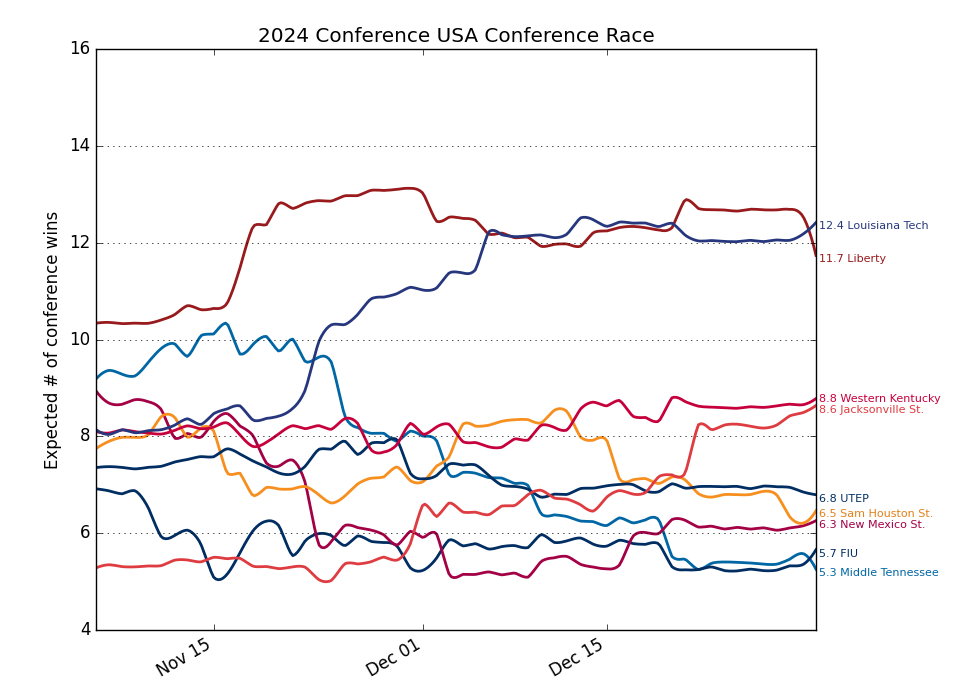 2024 Conference USA Conference Race
Expected # of conference wins
16
14
12
10
8
6
4
Nov 15
Dec 01
Dec 15
12.4 Louisiana Tech
11.7 Liberty
8.8 Western Kentucky
8.6 Jacksonville St.
6.8 UTEP
6.5 Sam Houston St.
6.3 New Mexico St.
5.7 FIU
5.3 Middle Tennessee